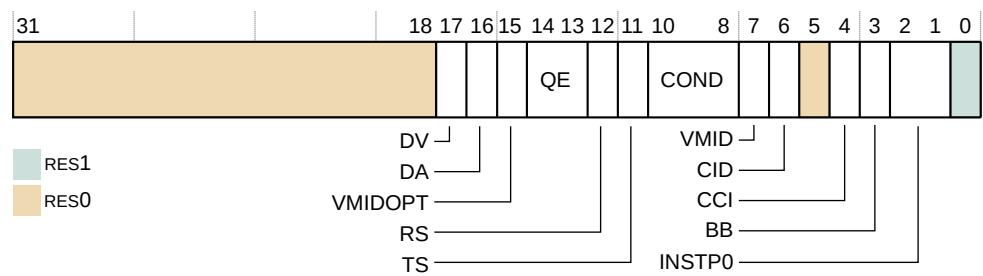 31 18 17 16 15 14 13 12 11 10 8 7 6 5 4 3 2 1 0
QE COND
DV VMID
RES1 DA CID
RES0 VMIDOPT CCI
RS BB
TS INSTP0